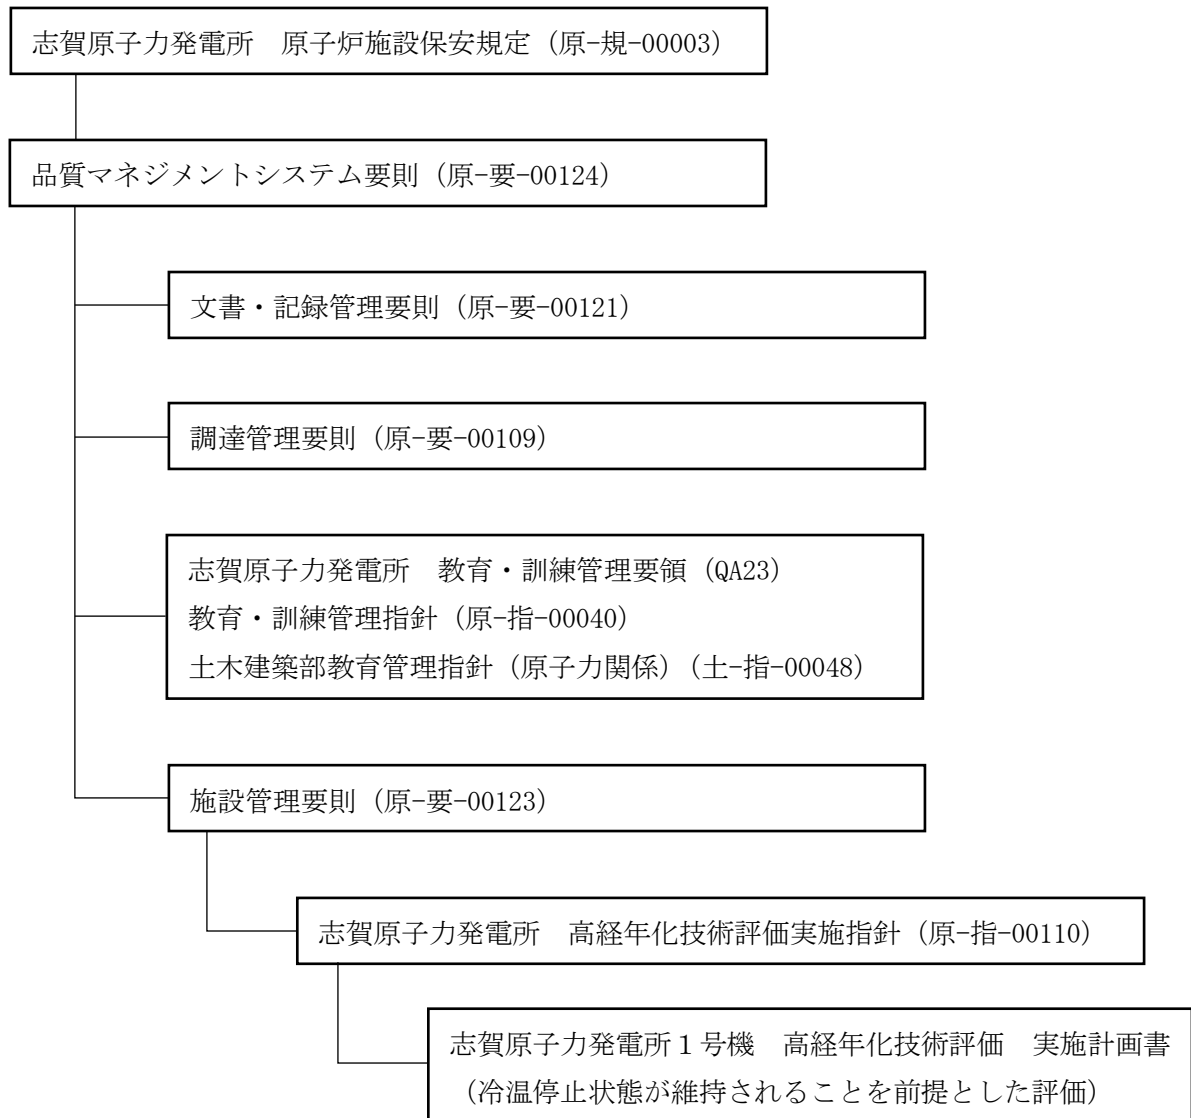 志賀原子力発電所　原子炉施設保安規定（原-規-00003）
品質マネジメントシステム要則（原-要-00124）
文書・記録管理要則（原-要-00121）
調達管理要則（原-要-00109）
志賀原子力発電所　教育・訓練管理要領（QA23）
教育・訓練管理指針（原-指-00040）
土木建築部教育管理指針（原子力関係）（土-指-00048）
施設管理要則（原-要-00123）
志賀原子力発電所　高経年化技術評価実施指針（原-指-00110）
志賀原子力発電所１号機　高経年化技術評価　実施計画書
（冷温停止状態が維持されることを前提とした評価）